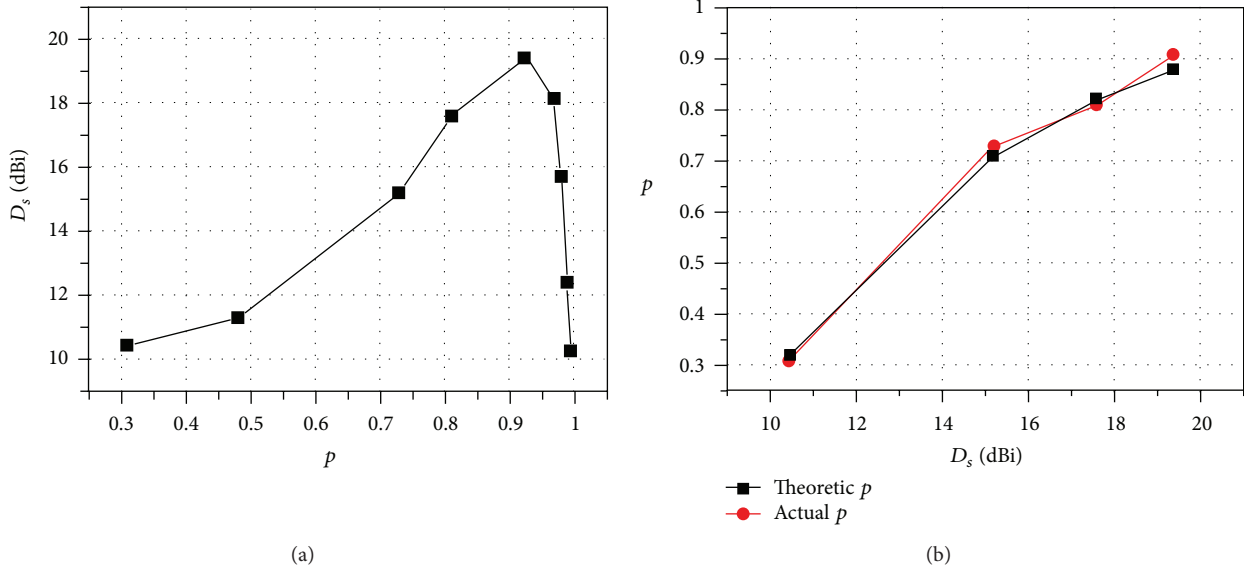 20
18
16
14
12
10
D_s (dBi)
0.3 0.4 0.5 0.6 0.7 0.8 0.9 1
p
(a)
1
0.9
0.8
0.7
0.6
0.5
0.4
0.3
p
10 12 14 16 18 20
D_s (dBi)
Theoretic p
Actual p
(b)